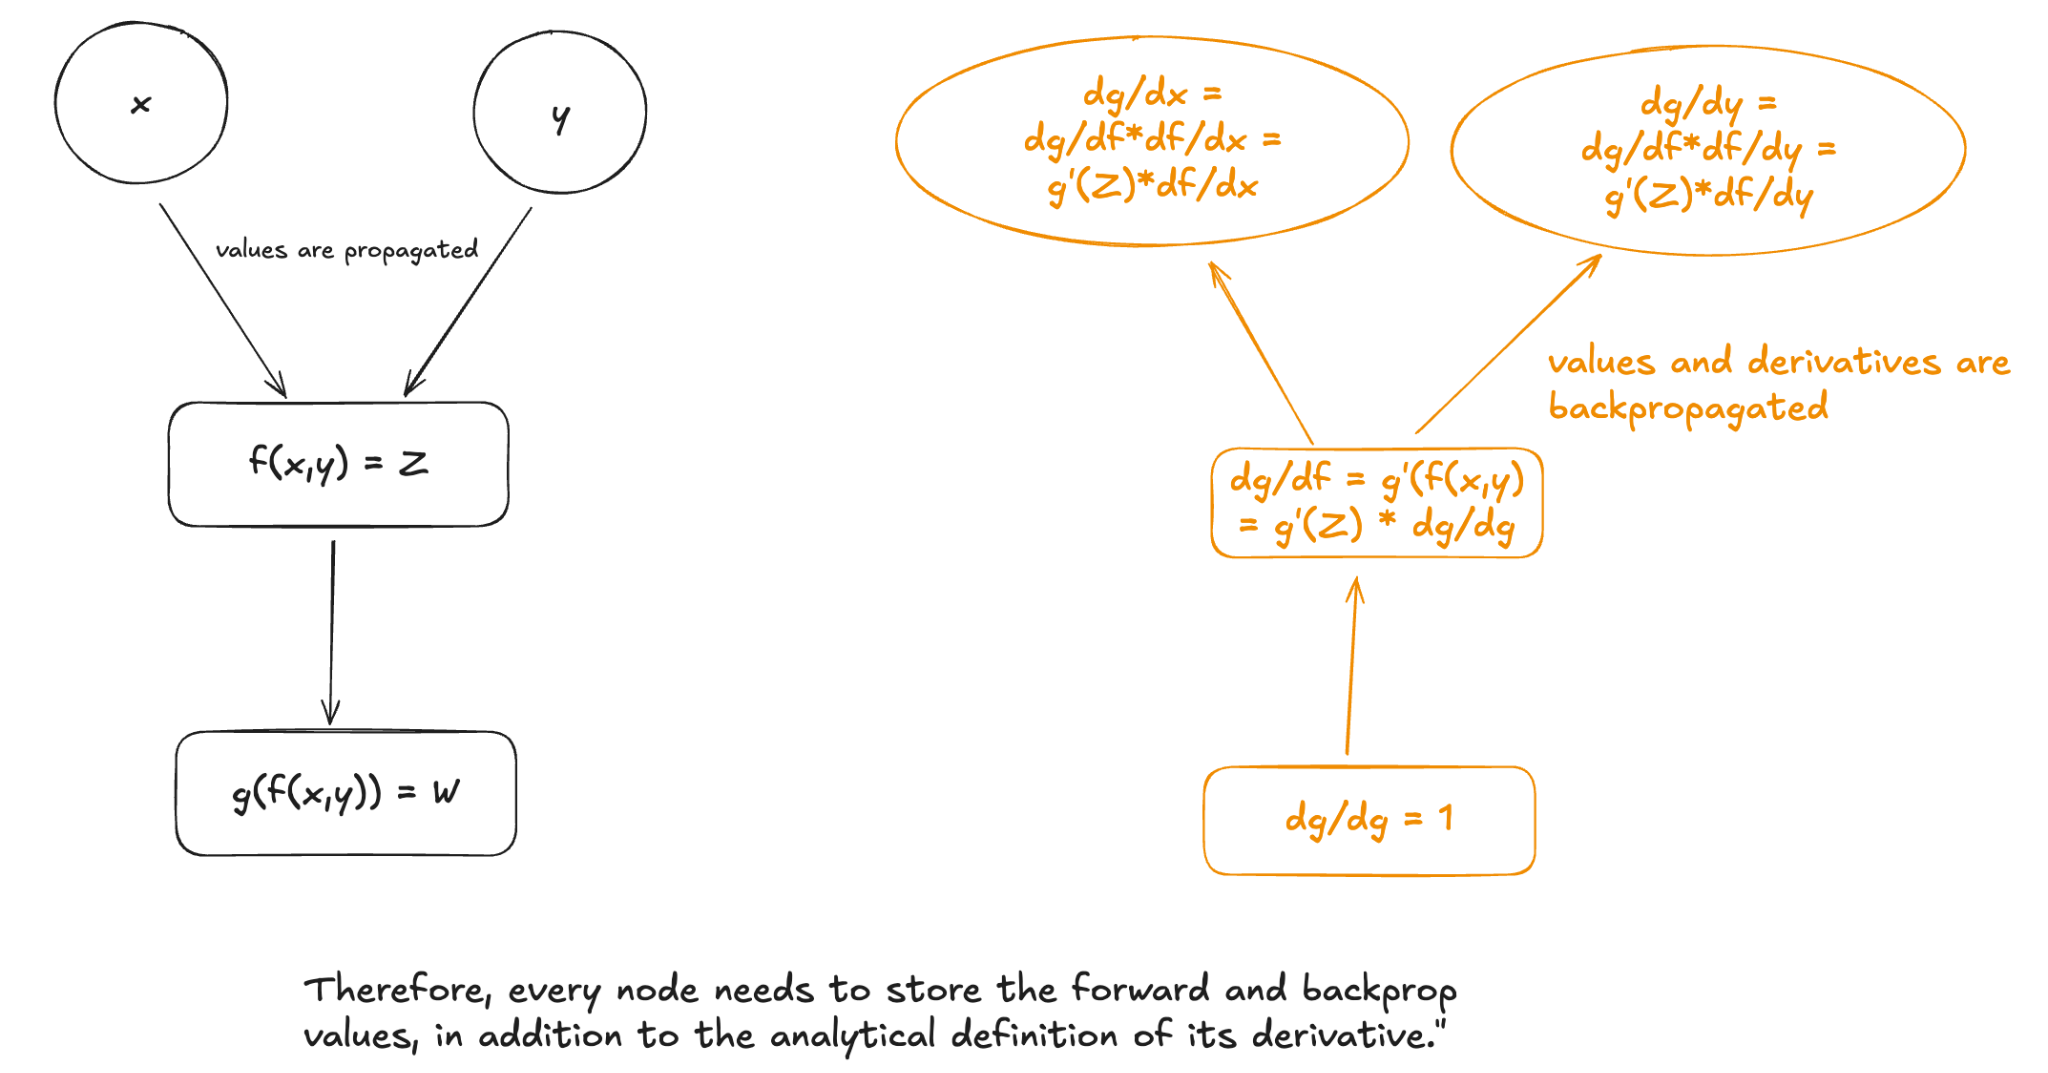 x
y
values are propagated
f(x,y) = Z
g(f(x,y)) = W
dg/dx =
dg/df*df/dx =
g'(Z)*df/dx
dg/dy =
dg/df*df/dy =
g'(Z)*df/dy
values and derivatives are
backpropagated
dg/df = g'(f(x,y)
= g'(Z) * dg/dg
dg/dg = 1
Therefore, every node needs to store the forward and backprop
values, in addition to the analytical definition of its derivative."